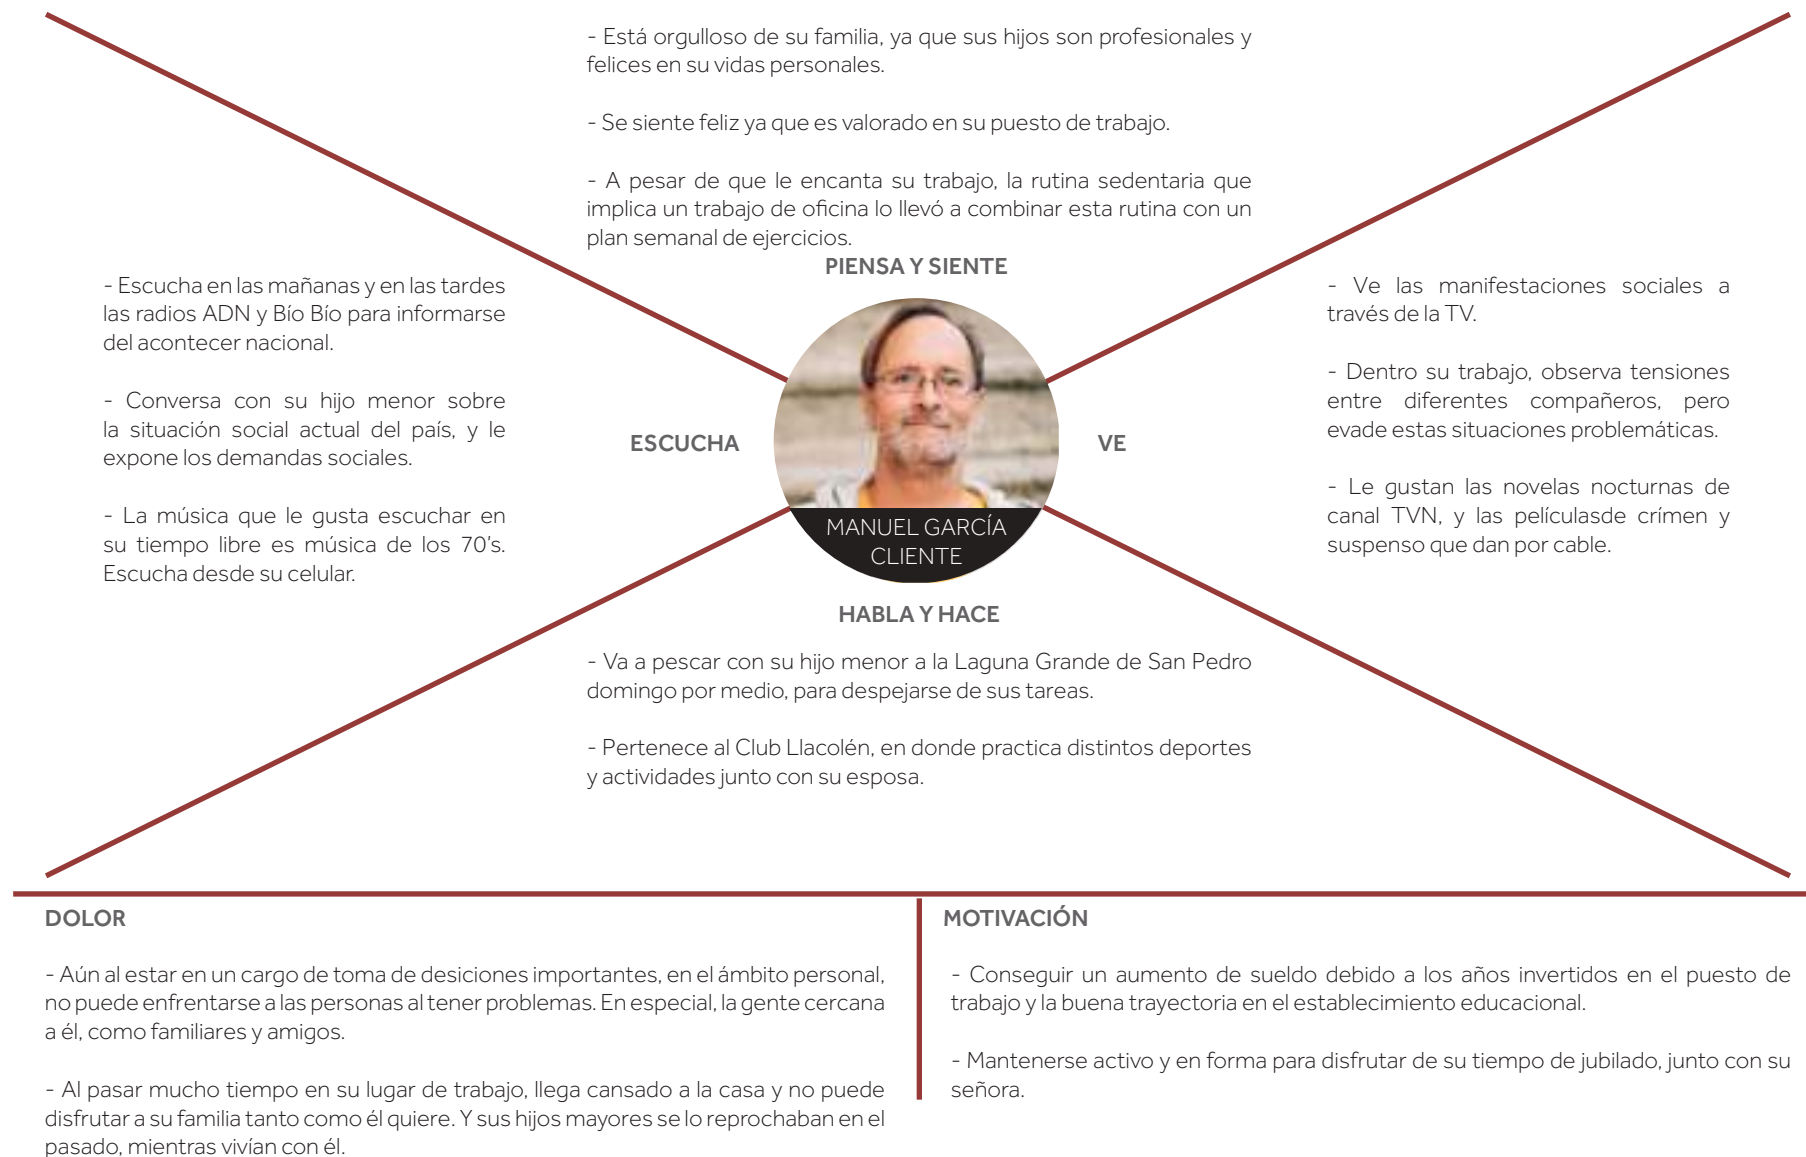 - Está orgulloso de su familia, ya que sus hijos son profesionales y
felices en su vidas personales.
- Se siente feliz ya que es valorado en su puesto de trabajo.
- A pesar de que le encanta su trabajo, la rutina sedentaria que
implica un trabajo de oficina lo llevó a combinar esta rutina con un
plan semanal de ejercicios.
PIENSA Y SIENTE
- Escucha en las mañanas y en las tardes
las radios ADN y Bío Bío para informarse
del acontecer nacional.
- Conversa con su hijo menor sobre
la situación social actual del país, y le
expone los demandas sociales.
- La música que le gusta escuchar en
su tiempo libre es música de los 70's.
Escucha desde su celular.
ESCUCHA
MANUEL GARCÍA
CLIENTE
VE
- Ve las manifestaciones sociales a
través de la TV.
- Dentro su trabajo, observa tensiones
entre diferentes compañeros, pero
evade estas situaciones problemáticas.
- Le gustan las novelas nocturnas de
canal TVN, y las películasde crímen y
suspenso que dan por cable.
HABLA Y HACE
- Va a pescar con su hijo menor a la Laguna Grande de San Pedro
domingo por medio, para despejarse de sus tareas.
- Pertenece al Club Llacolén, en donde practica distintos deportes
y actividades junto con su esposa.
DOLOR
- Aún al estar en un cargo de toma de desiciones importantes, en el ámbito personal,
no puede enfrentarse a las personas al tener problemas. En especial, la gente cercana
a él, como familiares y amigos.
- Al pasar mucho tiempo en su lugar de trabajo, llega cansado a la casa y no puede
disfrutar a su familia tanto como él quiere. Y sus hijos mayores se lo reprochaban en el
pasado, mientras vivían con él.
MOTIVACIÓN
- Conseguir un aumento de sueldo debido a los años invertidos en el puesto de
trabajo y la buena trayectoria en el establecimiento educacional.
- Mantenerse activo y en forma para disfrutar de su tiempo de jubilado, junto con su
señora.